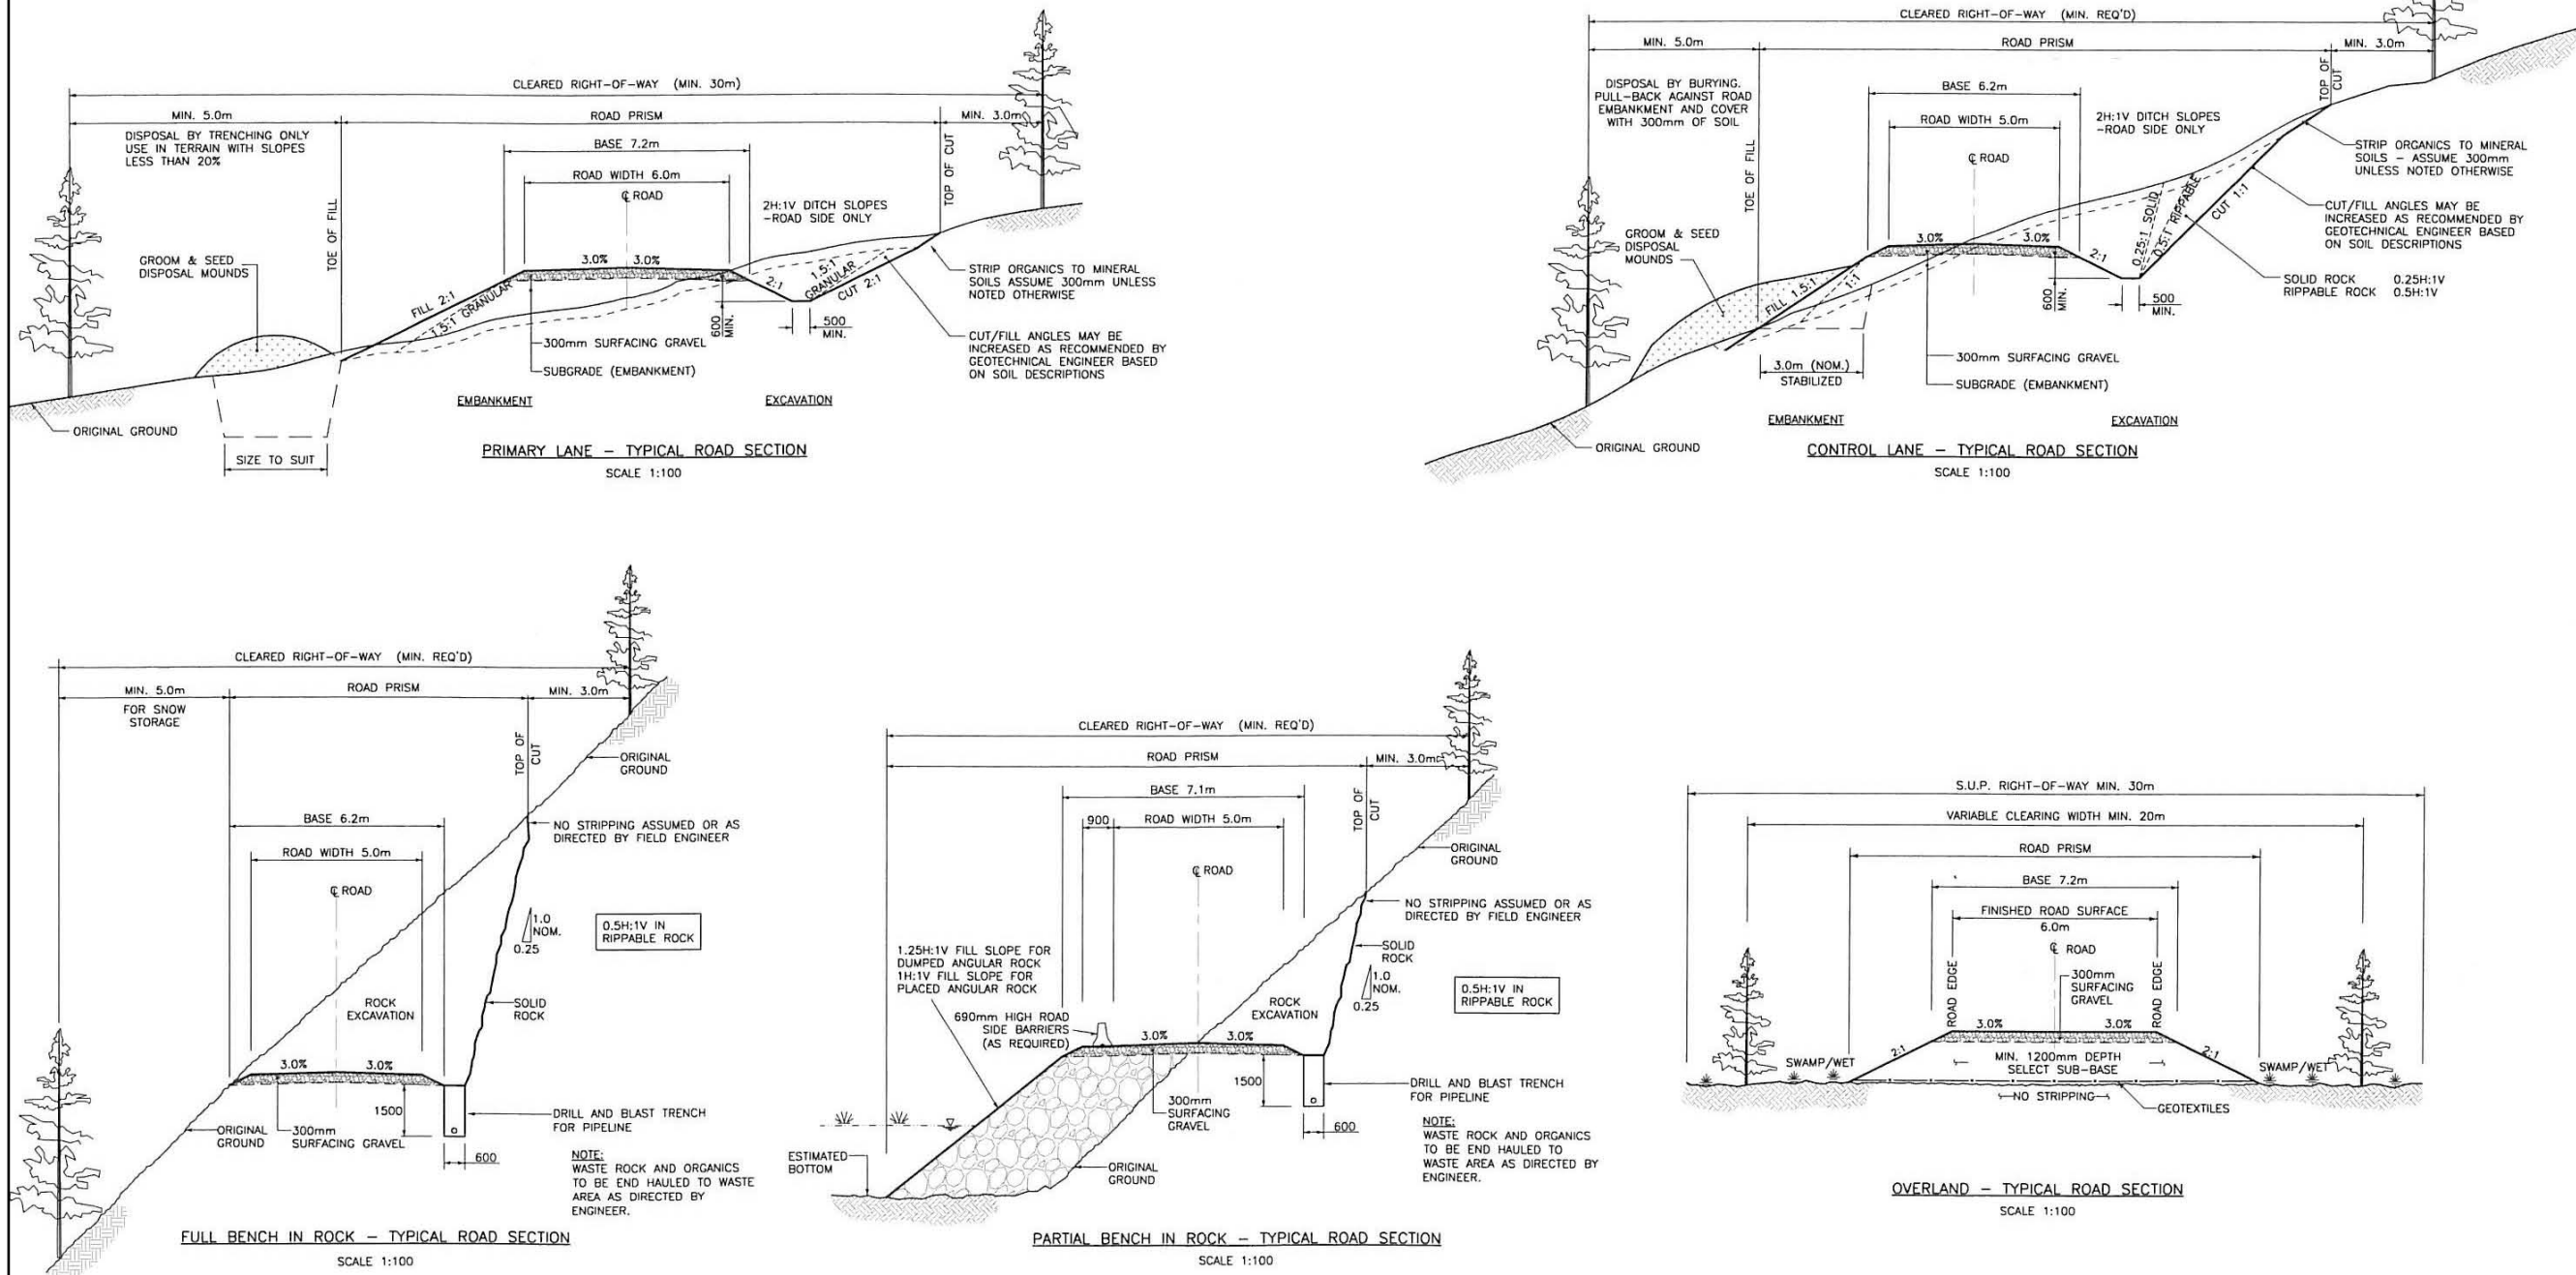 CLEARED RIGHT-OF-WAY (MIN. 30m)
MIN. 5.0m
ROAD PRISM
MIN. 3.0m
DISPOSAL BY TRENCHING ONLY
USE IN TERRAIN WITH SLOPES
LESS THAN 20%
BASE 7.2m
ROAD WIDTH 6.0m
℄ ROAD
TOE OF FILL
TOP OF CUT
2H:1V DITCH SLOPES
-ROAD SIDE ONLY
GROOM & SEED
DISPOSAL MOUNDS
3.0% 3.0%
FILL 2:1
1.5:1 GRANULAR
2:1
1.5:1
GRANULAR
CUT 2:1
600
MIN.
500
MIN.
STRIP ORGANICS TO MINERAL
SOILS ASSUME 300mm UNLESS
NOTED OTHERWISE
CUT/FILL ANGLES MAY BE
INCREASED AS RECOMMENDED BY
GEOTECHNICAL ENGINEER BASED
ON SOIL DESCRIPTIONS
300mm SURFACING GRAVEL
SUBGRADE (EMBANKMENT)
EMBANKMENT
EXCAVATION
ORIGINAL GROUND
SIZE TO SUIT
PRIMARY LANE – TYPICAL ROAD SECTION
SCALE 1:100
CLEARED RIGHT-OF-WAY (MIN. REQ'D)
MIN. 5.0m
ROAD PRISM
MIN. 3.0m
DISPOSAL BY BURYING.
PULL-BACK AGAINST ROAD
EMBANKMENT AND COVER
WITH 300mm OF SOIL
BASE 6.2m
ROAD WIDTH 5.0m
℄ ROAD
TOE OF FILL
TOP OF
CUT
2H:1V DITCH SLOPES
-ROAD SIDE ONLY
STRIP ORGANICS TO MINERAL
SOILS – ASSUME 300mm
UNLESS NOTED OTHERWISE
CUT/FILL ANGLES MAY BE
INCREASED AS RECOMMENDED BY
GEOTECHNICAL ENGINEER BASED
ON SOIL DESCRIPTIONS
GROOM & SEED
DISPOSAL
MOUNDS
3.0% 3.0%
FILL 1.5:1
1:1
2:1
0.25:1 SOLID
0.5:1 RIPPABLE
CUT 1:1
SOLID ROCK 0.25H:1V
RIPPABLE ROCK 0.5H:1V
600
MIN.
500
MIN.
3.0m (NOM.)
STABILIZED
300mm SURFACING GRAVEL
SUBGRADE (EMBANKMENT)
EMBANKMENT
EXCAVATION
ORIGINAL GROUND
CONTROL LANE – TYPICAL ROAD SECTION
SCALE 1:100
CLEARED RIGHT-OF-WAY (MIN. REQ'D)
MIN. 5.0m
ROAD PRISM
MIN. 3.0m
FOR SNOW
STORAGE
TOP OF
CUT
ORIGINAL
GROUND
BASE 6.2m
ROAD WIDTH 5.0m
℄ ROAD
NO STRIPPING ASSUMED OR AS
DIRECTED BY FIELD ENGINEER
1.0
NOM.
0.25
0.5H:1V IN
RIPPABLE ROCK
ROCK
EXCAVATION
SOLID
ROCK
3.0% 3.0%
1500
ORIGINAL
GROUND
300mm
SURFACING GRAVEL
DRILL AND BLAST TRENCH
FOR PIPELINE
600
NOTE:
WASTE ROCK AND ORGANICS
TO BE END HAULED TO WASTE
AREA AS DIRECTED BY
ENGINEER.
FULL BENCH IN ROCK – TYPICAL ROAD SECTION
SCALE 1:100
CLEARED RIGHT-OF-WAY (MIN. REQ'D)
ROAD PRISM
MIN. 3.0m
BASE 7.1m
900
ROAD WIDTH 5.0m
TOP OF
CUT
℄ ROAD
ORIGINAL
GROUND
NO STRIPPING ASSUMED OR AS
DIRECTED BY FIELD ENGINEER
1.25H:1V FILL SLOPE FOR
DUMPED ANGULAR ROCK
1H:1V FILL SLOPE FOR
PLACED ANGULAR ROCK
SOLID
ROCK
1.0
NOM.
0.25
0.5H:1V IN
RIPPABLE ROCK
690mm HIGH ROAD
SIDE BARRIERS
(AS REQUIRED)
ROCK
EXCAVATION
3.0% 3.0%
1500
300mm
SURFACING
GRAVEL
DRILL AND BLAST TRENCH
FOR PIPELINE
600
NOTE:
WASTE ROCK AND ORGANICS
TO BE END HAULED TO
WASTE AREA AS DIRECTED BY
ENGINEER.
ESTIMATED
BOTTOM
ORIGINAL
GROUND
PARTIAL BENCH IN ROCK – TYPICAL ROAD SECTION
SCALE 1:100
S.U.P. RIGHT-OF-WAY MIN. 30m
VARIABLE CLEARING WIDTH MIN. 20m
ROAD PRISM
BASE 7.2m
FINISHED ROAD SURFACE
6.0m
℄ ROAD
ROAD EDGE
ROAD EDGE
300mm
SURFACING
GRAVEL
3.0% 3.0%
2:1
2:1
MIN. 1200mm DEPTH
SELECT SUB-BASE
SWAMP/WET
SWAMP/WET
NO STRIPPING
GEOTEXTILES
OVERLAND – TYPICAL ROAD SECTION
SCALE 1:100